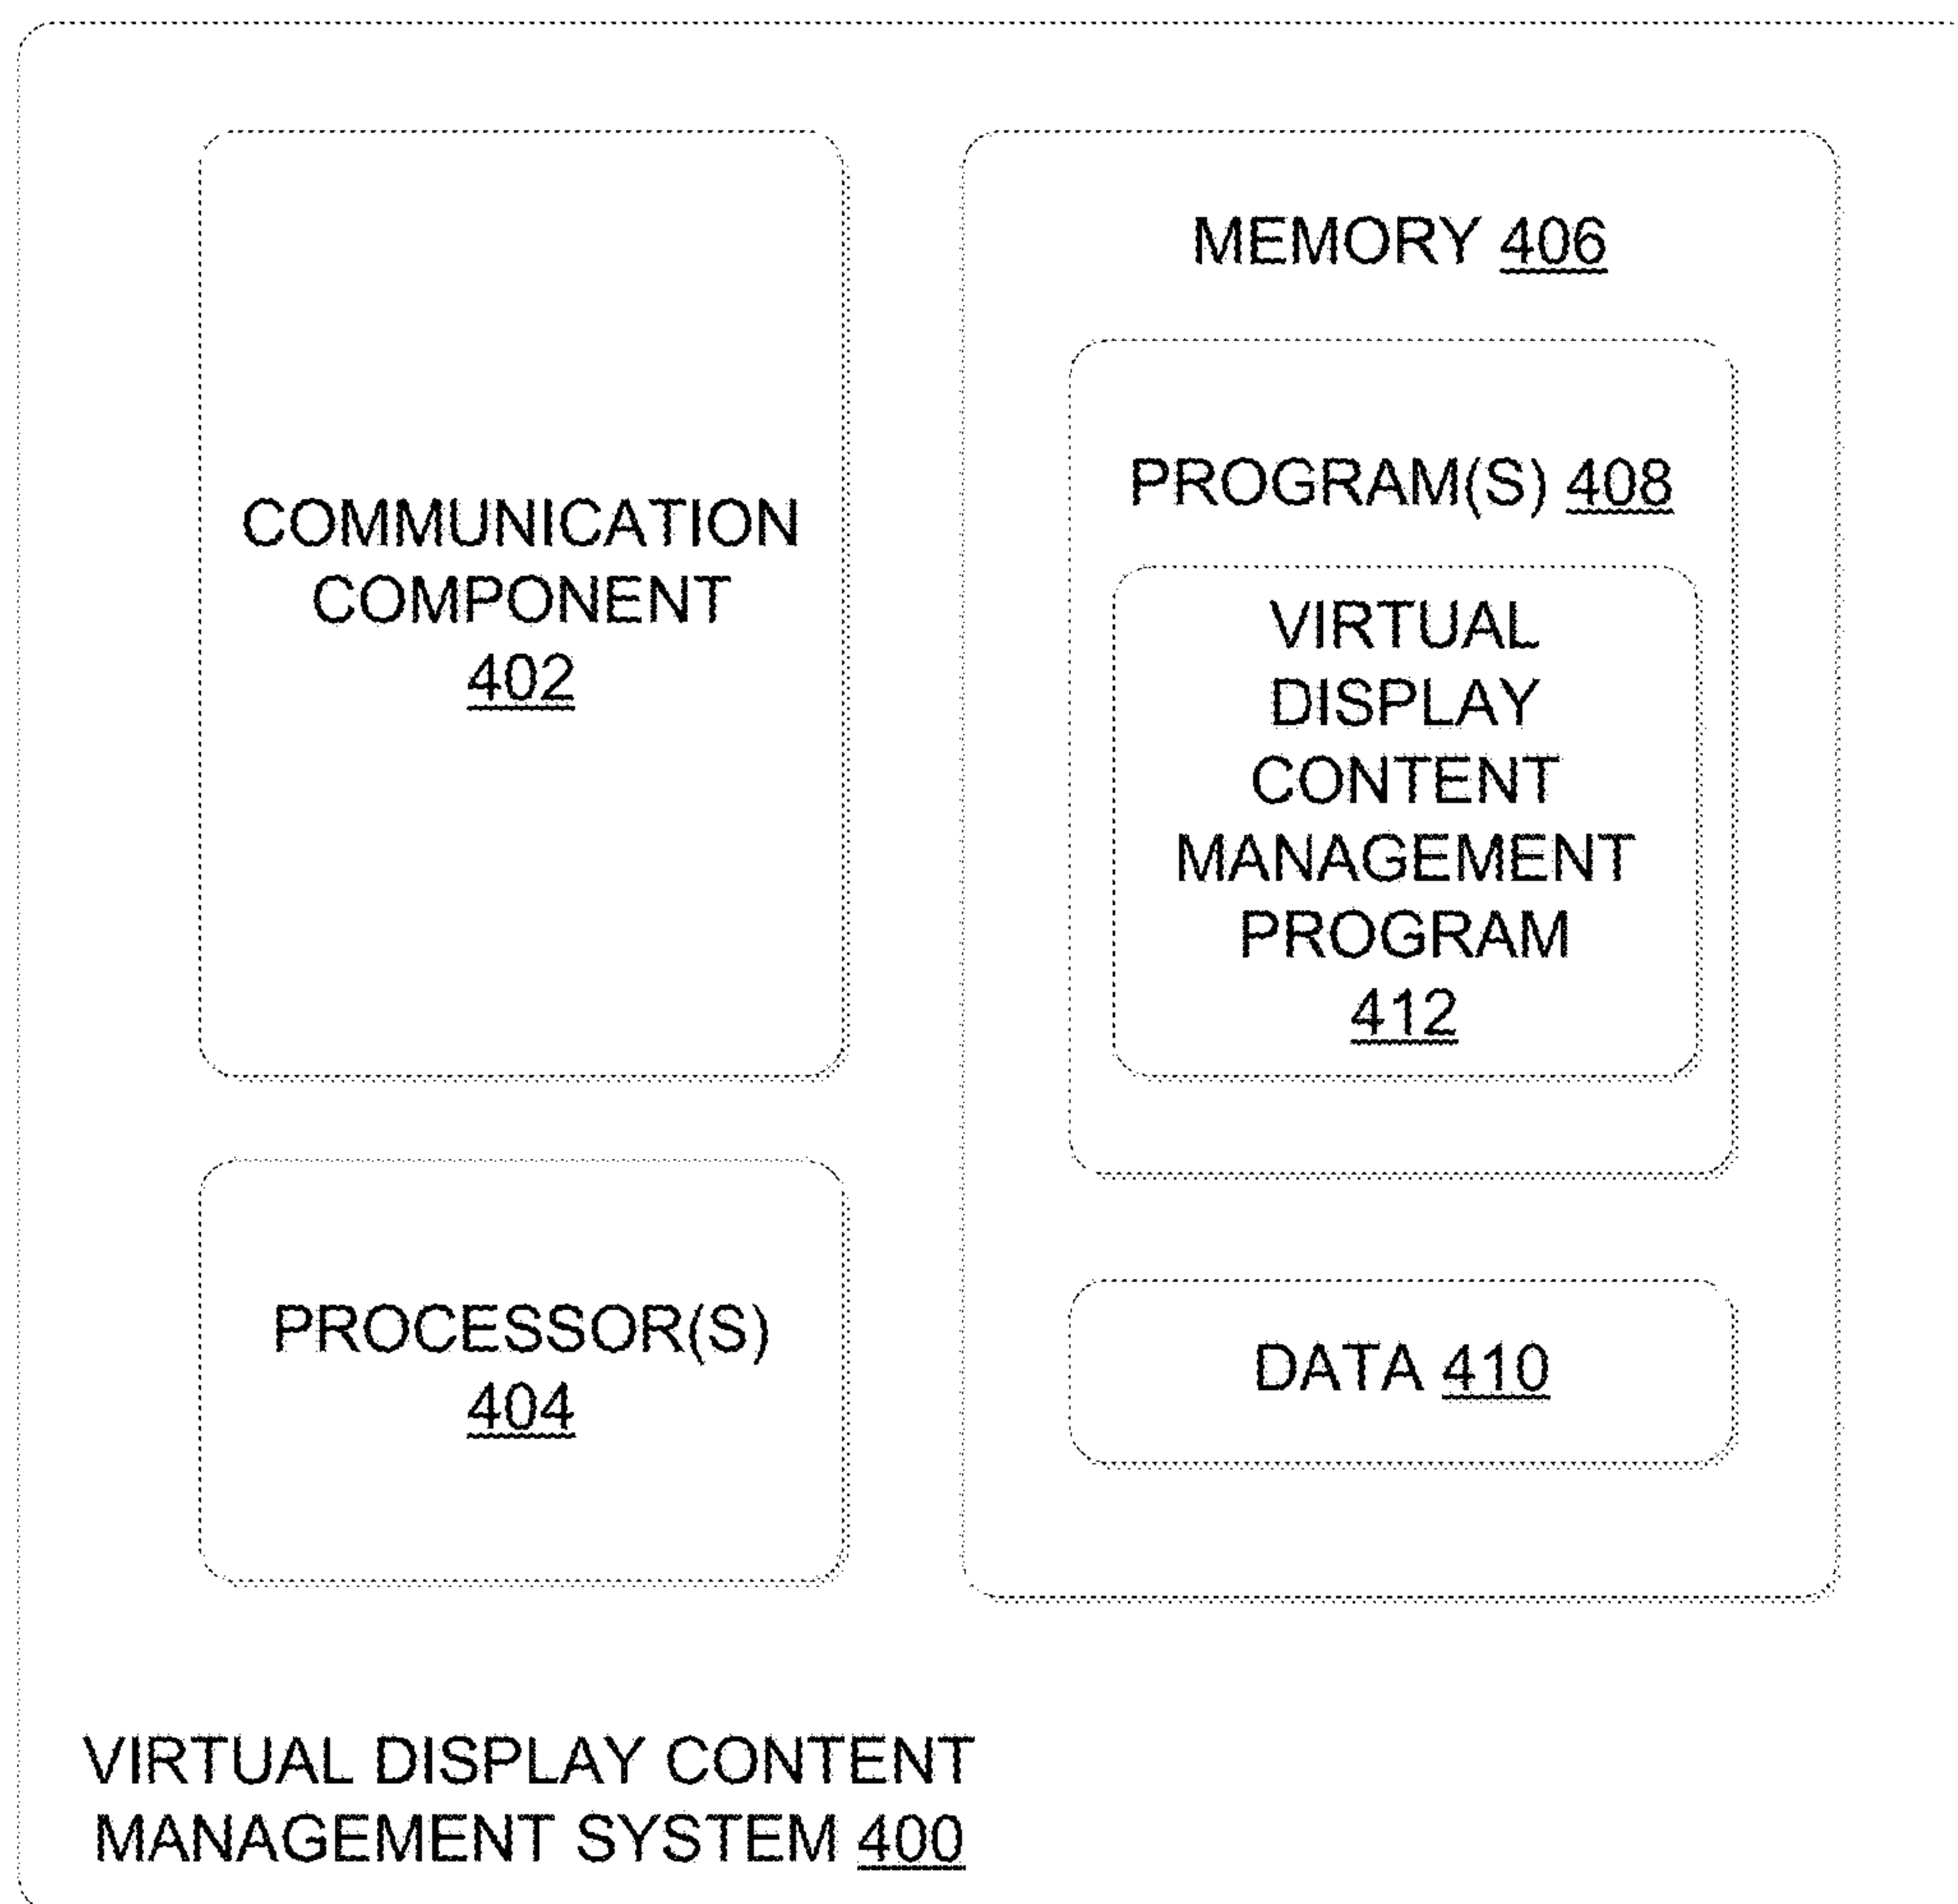 COMMUNICATION
COMPONENT
402
PROCESSOR(S)
404
MEMORY 406
PROGRAM(S) 408
VIRTUAL
DISPLAY
CONTENT
MANAGEMENT
PROGRAM
412
DATA 410
VIRTUAL DISPLAY CONTENT
MANAGEMENT SYSTEM 400